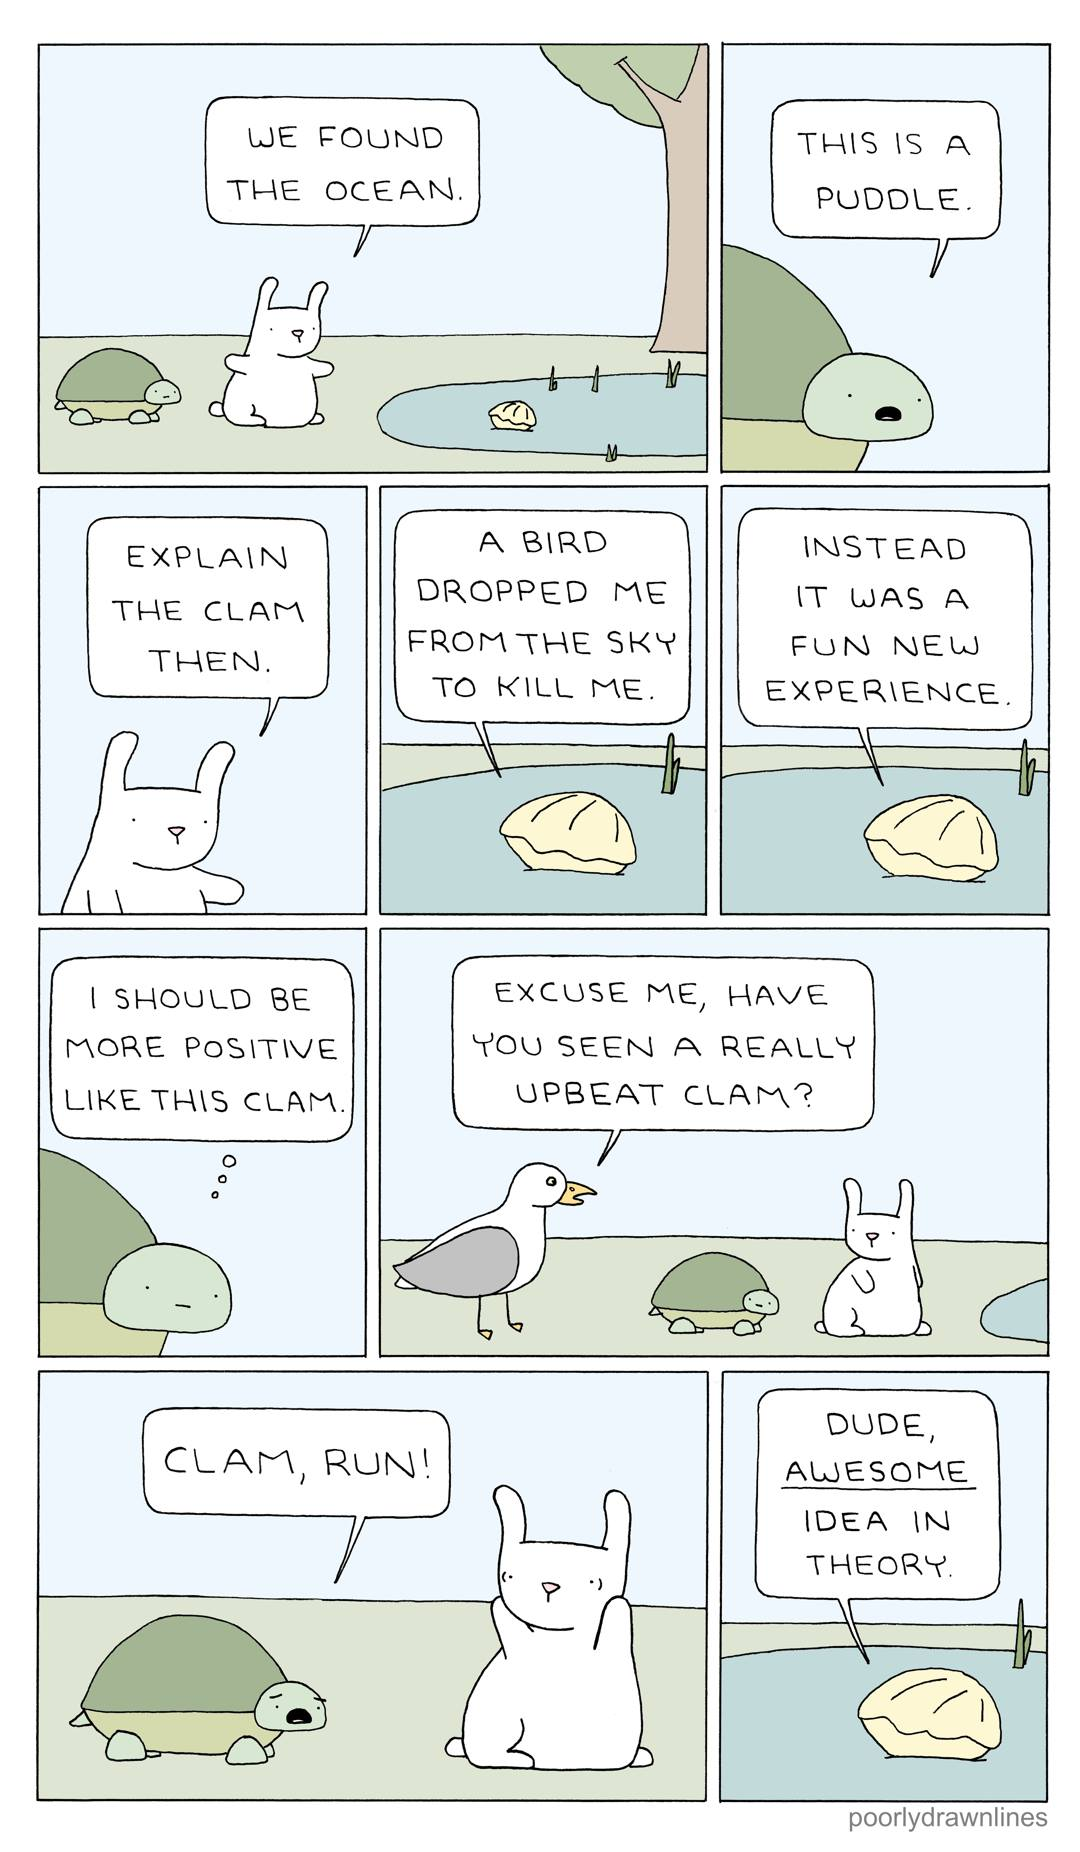 WE FOUND
THE OCEAN.
THIS IS A
PUDDLE.
EXPLAIN
THE CLAM
THEN.
A BIRD
DROPPED ME
FROM THE SKY
TO KILL ME.
INSTEAD
IT WAS A
FUN NEW
EXPERIENCE.
I SHOULD BE
MORE POSITIVE
LIKE THIS CLAM.
EXCUSE ME, HAVE
YOU SEEN A REALLY
UPBEAT CLAM?
CLAM, RUN!
DUDE,
AWESOME
IDEA IN
THEORY.
poorlydrawnlines